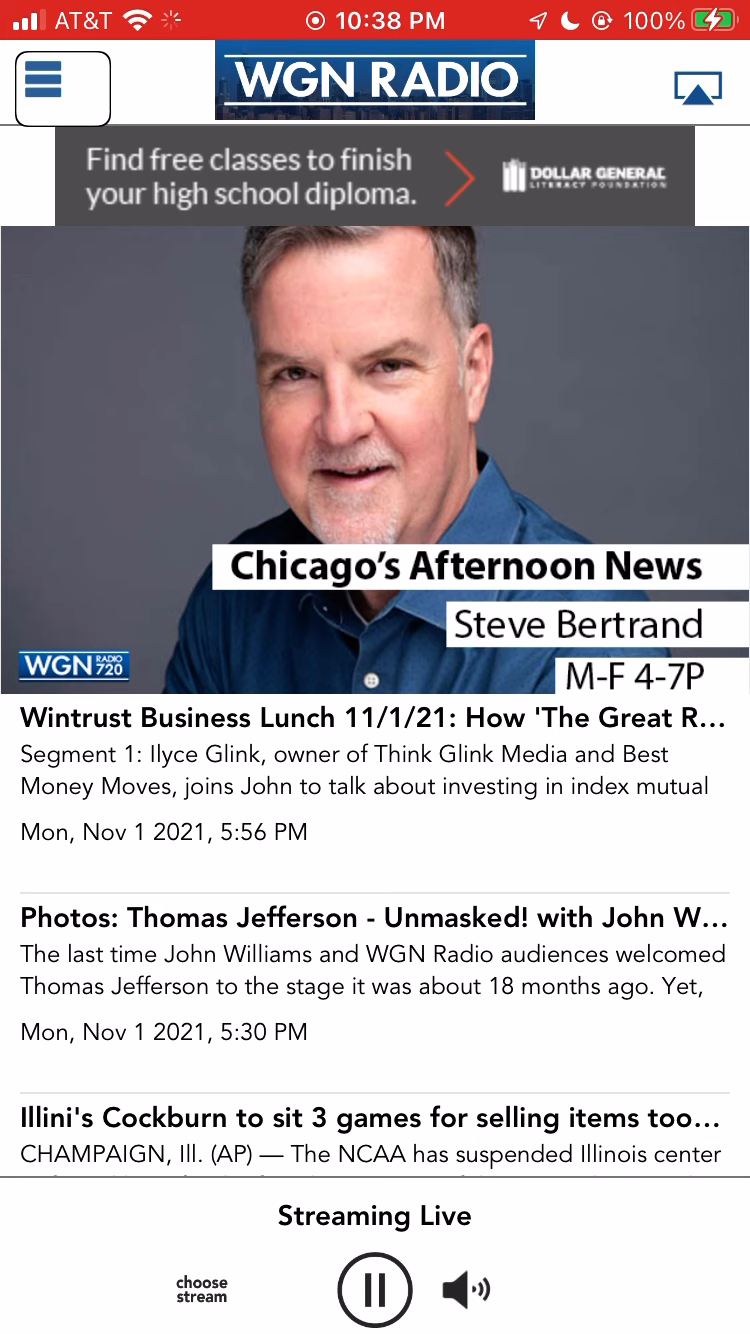 AT&T 10:38 PM 100%
WGN RADIO
Find free classes to finish
your high school diploma.
DOLLAR GENERAL
LITERACY FOUNDATION
Chicago's Afternoon News
Steve Bertrand
WGN RADIO 720
M-F 4-7P
Wintrust Business Lunch 11/1/21: How 'The Great R...
Segment 1: Ilyce Glink, owner of Think Glink Media and Best
Money Moves, joins John to talk about investing in index mutual
Mon, Nov 1 2021, 5:56 PM
Photos: Thomas Jefferson - Unmasked! with John W...
The last time John Williams and WGN Radio audiences welcomed
Thomas Jefferson to the stage it was about 18 months ago. Yet,
Mon, Nov 1 2021, 5:30 PM
Illini's Cockburn to sit 3 games for selling items too...
CHAMPAIGN, Ill. (AP) — The NCAA has suspended Illinois center
Streaming Live
choose
stream